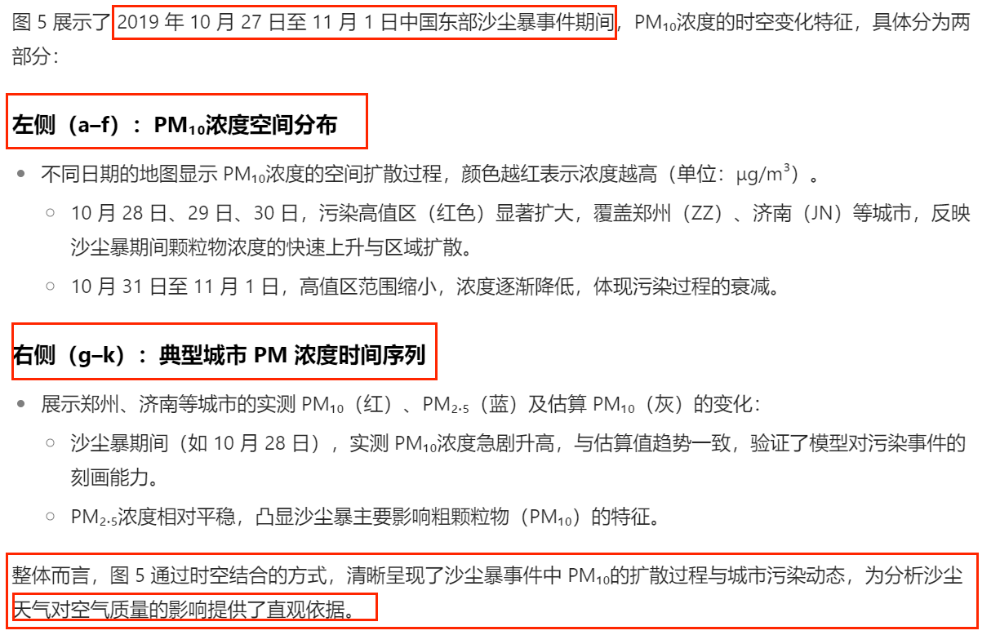 图 5 展示了 2019 年 10 月 27 日至 11 月 1 日中国东部沙尘暴事件期间，PM₁₀浓度的时空变化特征，具体分为两
部分：
左侧（a–f）：PM₁₀浓度空间分布
不同日期的地图显示 PM₁₀浓度的空间扩散过程，颜色越红表示浓度越高（单位：μg/m³）。
10 月 28 日、29 日、30 日，污染高值区（红色）显著扩大，覆盖郑州（ZZ）、济南（JN）等城市，反映
沙尘暴期间颗粒物浓度的快速上升与区域扩散。
10 月 31 日至 11 月 1 日，高值区范围缩小，浓度逐渐降低，体现污染过程的衰减。
右侧（g–k）：典型城市 PM 浓度时间序列
展示郑州、济南等城市的实测 PM₁₀（红）、PM₂.₅（蓝）及估算 PM₁₀（灰）的变化：
沙尘暴期间（如 10 月 28 日），实测 PM₁₀浓度急剧升高，与估算值趋势一致，验证了模型对污染事件的
刻画能力。
PM₂.₅浓度相对平稳，凸显沙尘暴主要影响粗颗粒物（PM₁₀）的特征。
整体而言，图 5 通过时空结合的方式，清晰呈现了沙尘暴事件中 PM₁₀的扩散过程与城市污染动态，为分析沙尘
天气对空气质量的影响提供了直观依据。